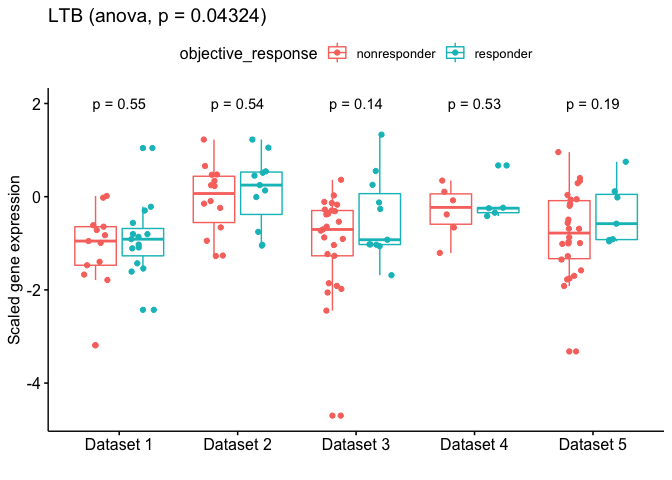 LTB (anova, p = 0.04324)
objective_response nonresponder responder
p = 0.55 p = 0.54 p = 0.14 p = 0.53 p = 0.19
2
0
-2
-4
Scaled gene expression
Dataset 1 Dataset 2 Dataset 3 Dataset 4 Dataset 5